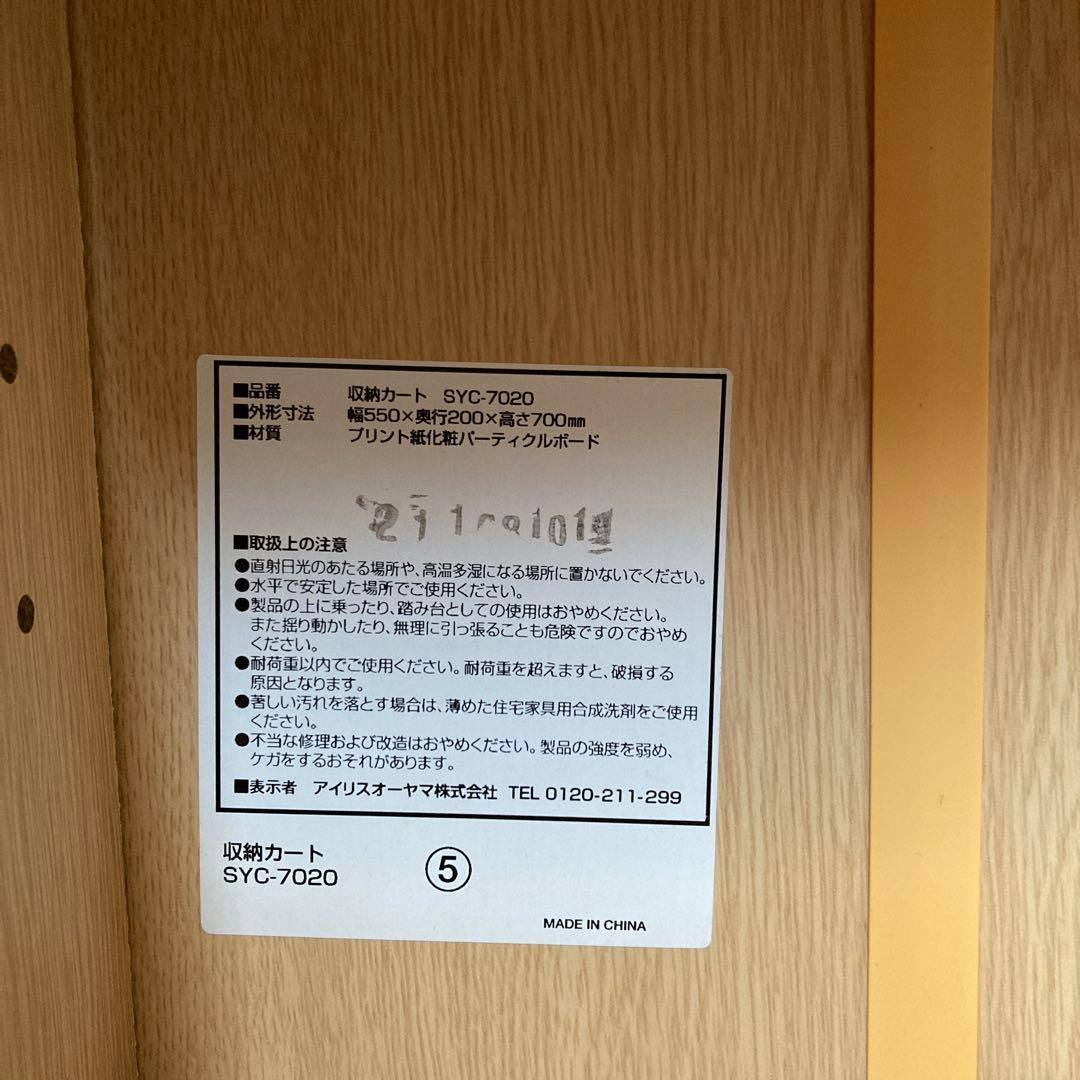 ■品番 収納カート SYC-7020
■外形寸法 幅550×奥行200×高さ700mm
■材質 プリント紙化粧パーティクルボード
■取扱上の注意
●直射日光のあたる場所や、高温多湿になる場所に置かないでください。
●水平で安定した場所でご使用ください。
●製品の上に乗ったり、踏み台としての使用はおやめください。
また揺り動かしたり、無理に引っ張ることも危険ですのでおやめ
ください。
●耐荷重以内でご使用ください。耐荷重を超えますと、破損する
原因となります。
●著しい汚れを落とす場合は、薄めた住宅家具用合成洗剤をご使用
ください。
●不当な修理および改造はおやめください。製品の強度を弱め、
ケガをするおそれがあります。
■表示者 アイリスオーヤマ株式会社 TEL 0120-211-299
収納カート
SYC-7020
⑤
MADE IN CHINA